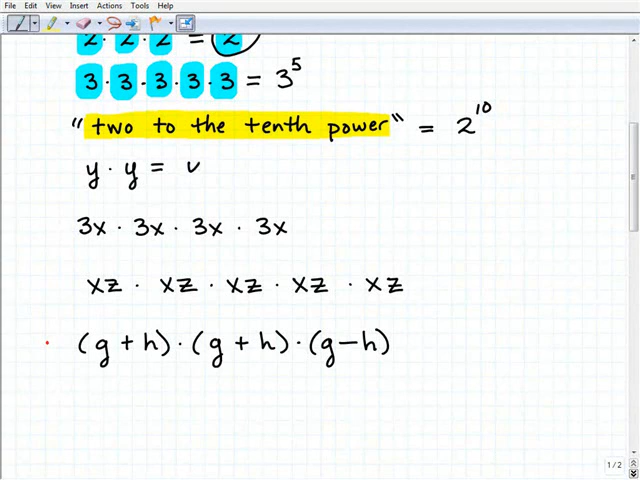 File Edit View Insert Actions Tools Help
2 · 2 · 2 = 2
3 · 3 · 3 · 3 · 3 = 3⁵
"two to the tenth power" = 2¹⁰
y · y =
3x · 3x · 3x · 3x
xz · xz · xz · xz · xz
(g + h) · (g + h) · (g − h)
1 / 2